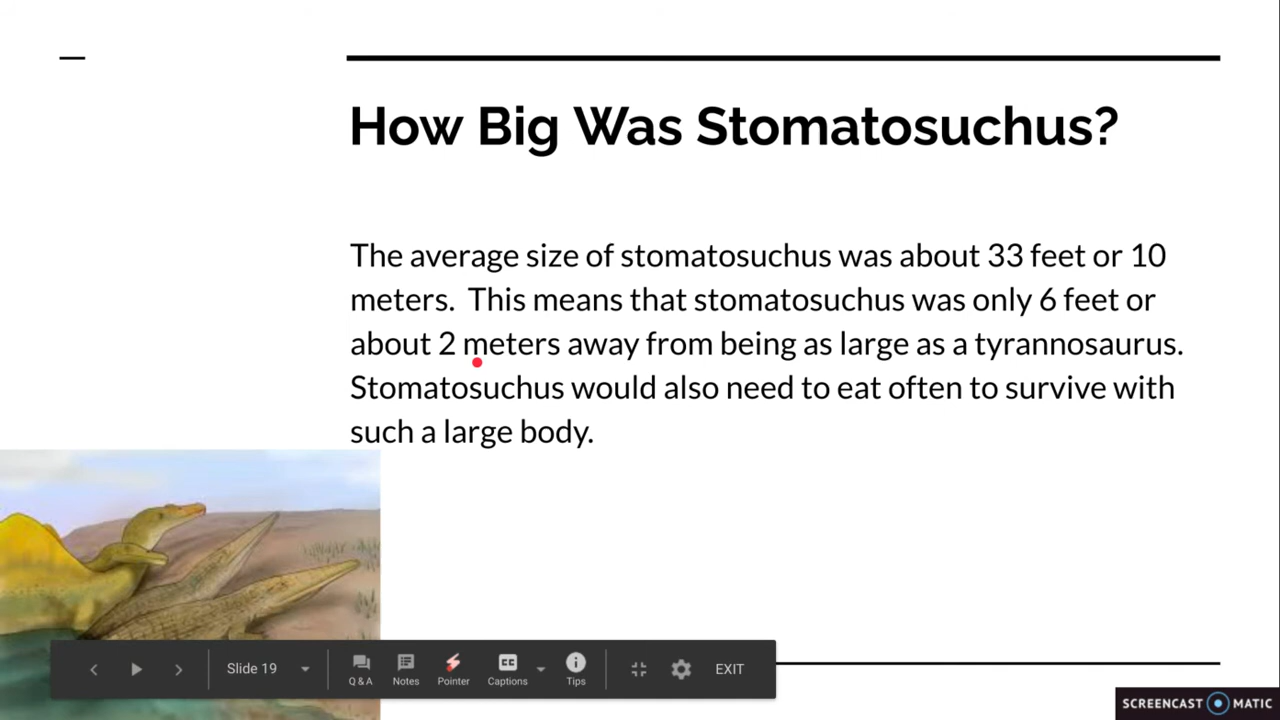 How Big Was Stomatosuchus?
The average size of stomatosuchus was about 33 feet or 10
meters.  This means that stomatosuchus was only 6 feet or
about 2 meters away from being as large as a tyrannosaurus.
Stomatosuchus would also need to eat often to survive with
such a large body.
Slide 19
Q & A
Notes
Pointer
CC
Captions
Tips
EXIT
SCREENCAST MATIC